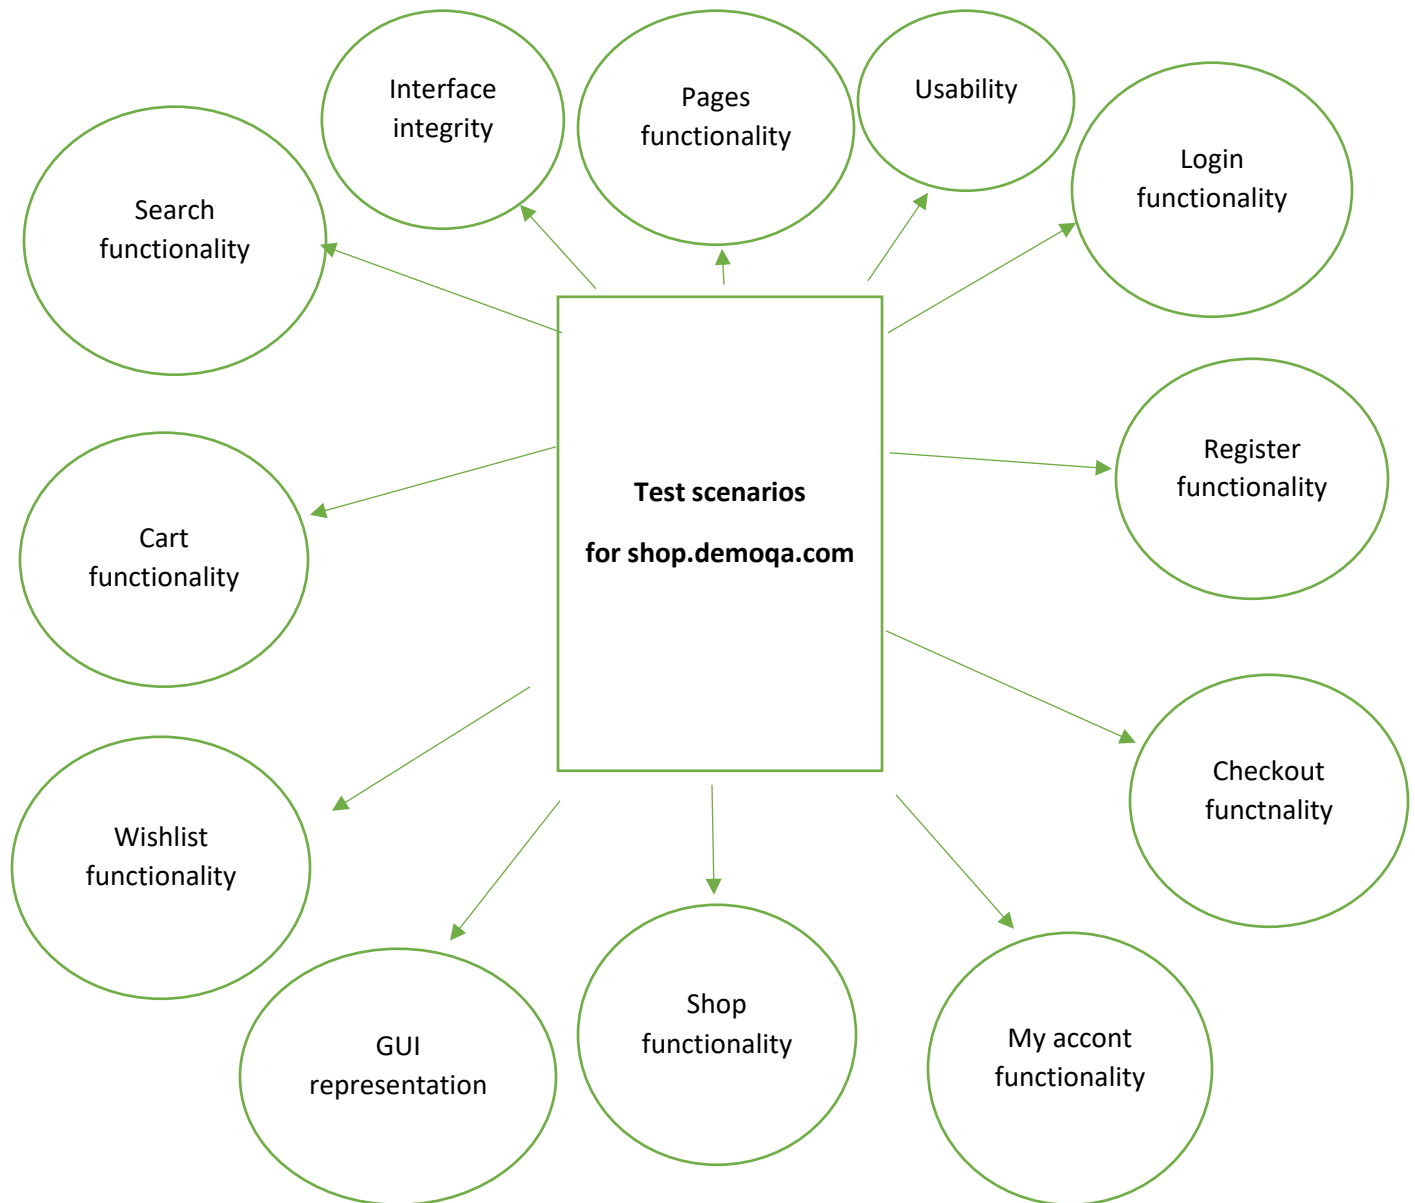 Interface
integrity
Pages
functionality
Usability
Login
functionality
Search
functionality
Register
functionality
Test scenarios
for shop.demoqa.com
Cart
functionality
Checkout
functnality
Wishlist
functionality
GUI
representation
Shop
functionality
My accont
functionality